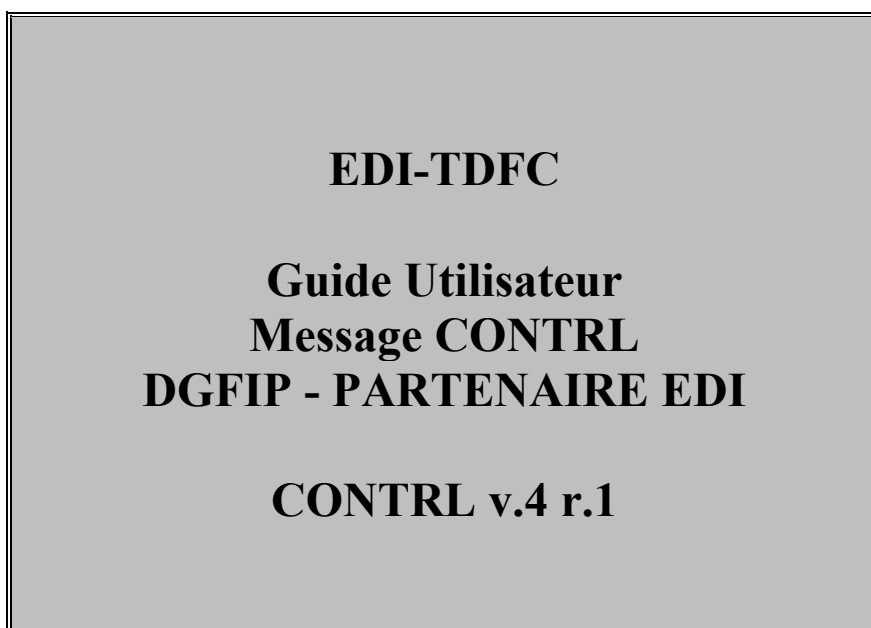 EDI-TDFC
Guide Utilisateur
Message CONTRL
DGFIP - PARTENAIRE EDI
CONTRL v.4 r.1